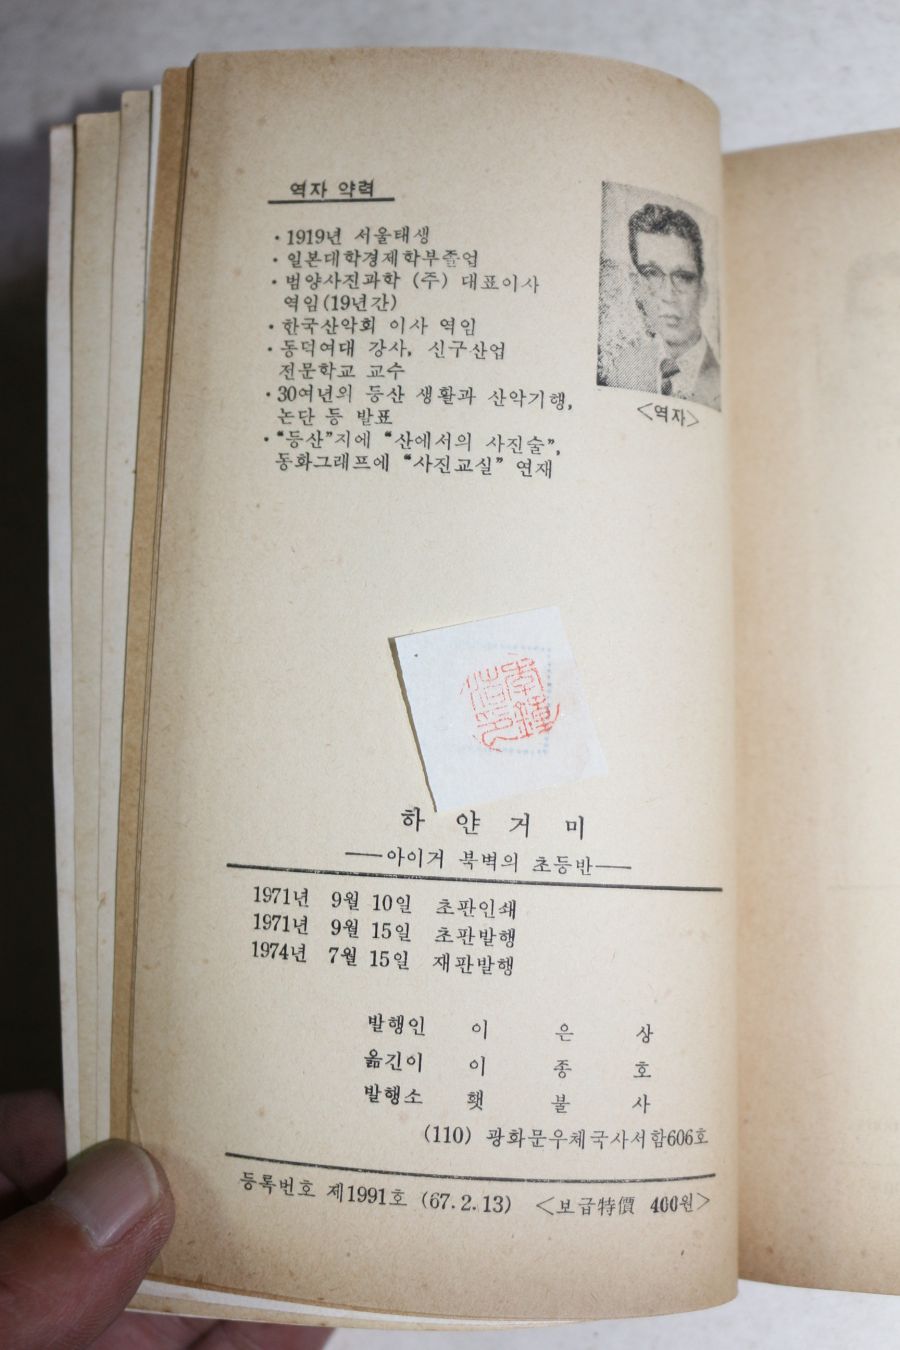 역자 약력
· 1919년 서울태생
· 일본대학경제학부졸업
· 범양사진과학 (주) 대표이사
역임(19년간)
· 한국산악회 이사 역임
· 동덕여대 강사, 신구산업
전문학교 교수
· 30여년의 등산 생활과 산악기행,
논단 등 발표
· “등산”지에 “산에서의 사진술”,
동화그래프에 “사진교실” 연재
<역자>
하얀거미
──아이거 북벽의 초등반──
1971년 9월 10일 초판인쇄
1971년 9월 15일 초판발행
1974년 7월 15일 재판발행
발행인 이은상
옮긴이 이종호
발행소 횃불사
(110) 광화문우체국사서함606호
등록번호 제1991호 (67.2.13) <보급特價 400원>